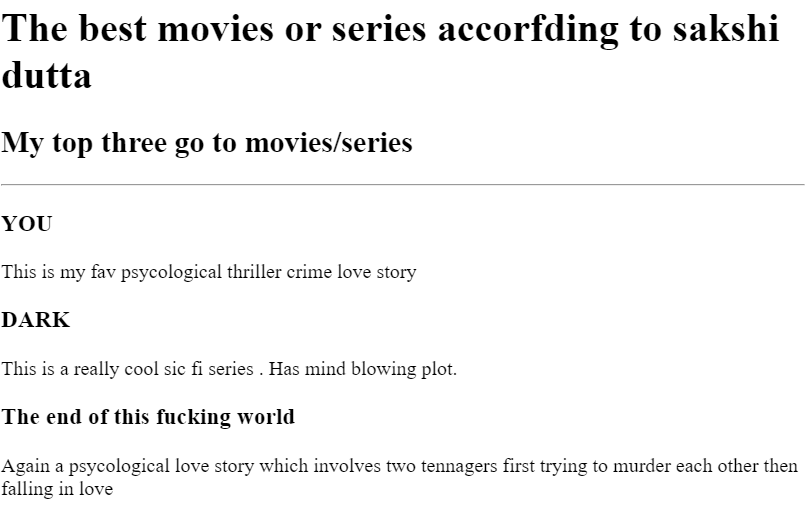 The best movies or series accorfding to sakshi
dutta
My top three go to movies/series
YOU
This is my fav psycological thriller crime love story
DARK
This is a really cool sic fi series . Has mind blowing plot.
The end of this fucking world
Again a psycological love story which involves two tennagers first trying to murder each other then
falling in love